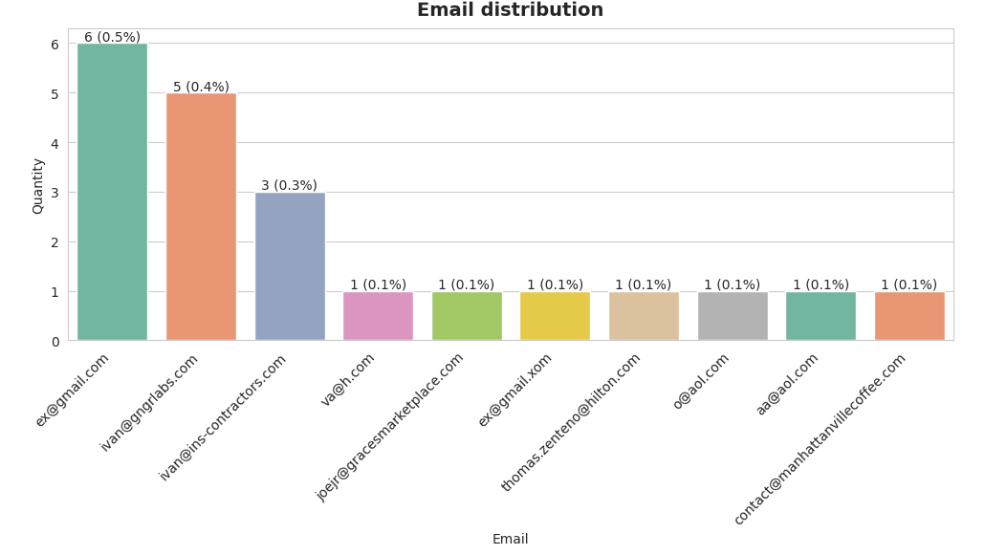 Email distribution
6 (0.5%)
5 (0.4%)
3 (0.3%)
1 (0.1%) 1 (0.1%) 1 (0.1%) 1 (0.1%) 1 (0.1%) 1 (0.1%) 1 (0.1%)
6
5
4
3
2
1
0
Quantity
ex@gmail.com
ivan@gngrlabs.com
ivan@ins-contractors.com
va@h.com
joejr@gracesmarketplace.com
ex@gmail.xom
thomas.zenteno@hilton.com
o@aol.com
aa@aol.com
contact@manhattanvillecoffee.com
Email